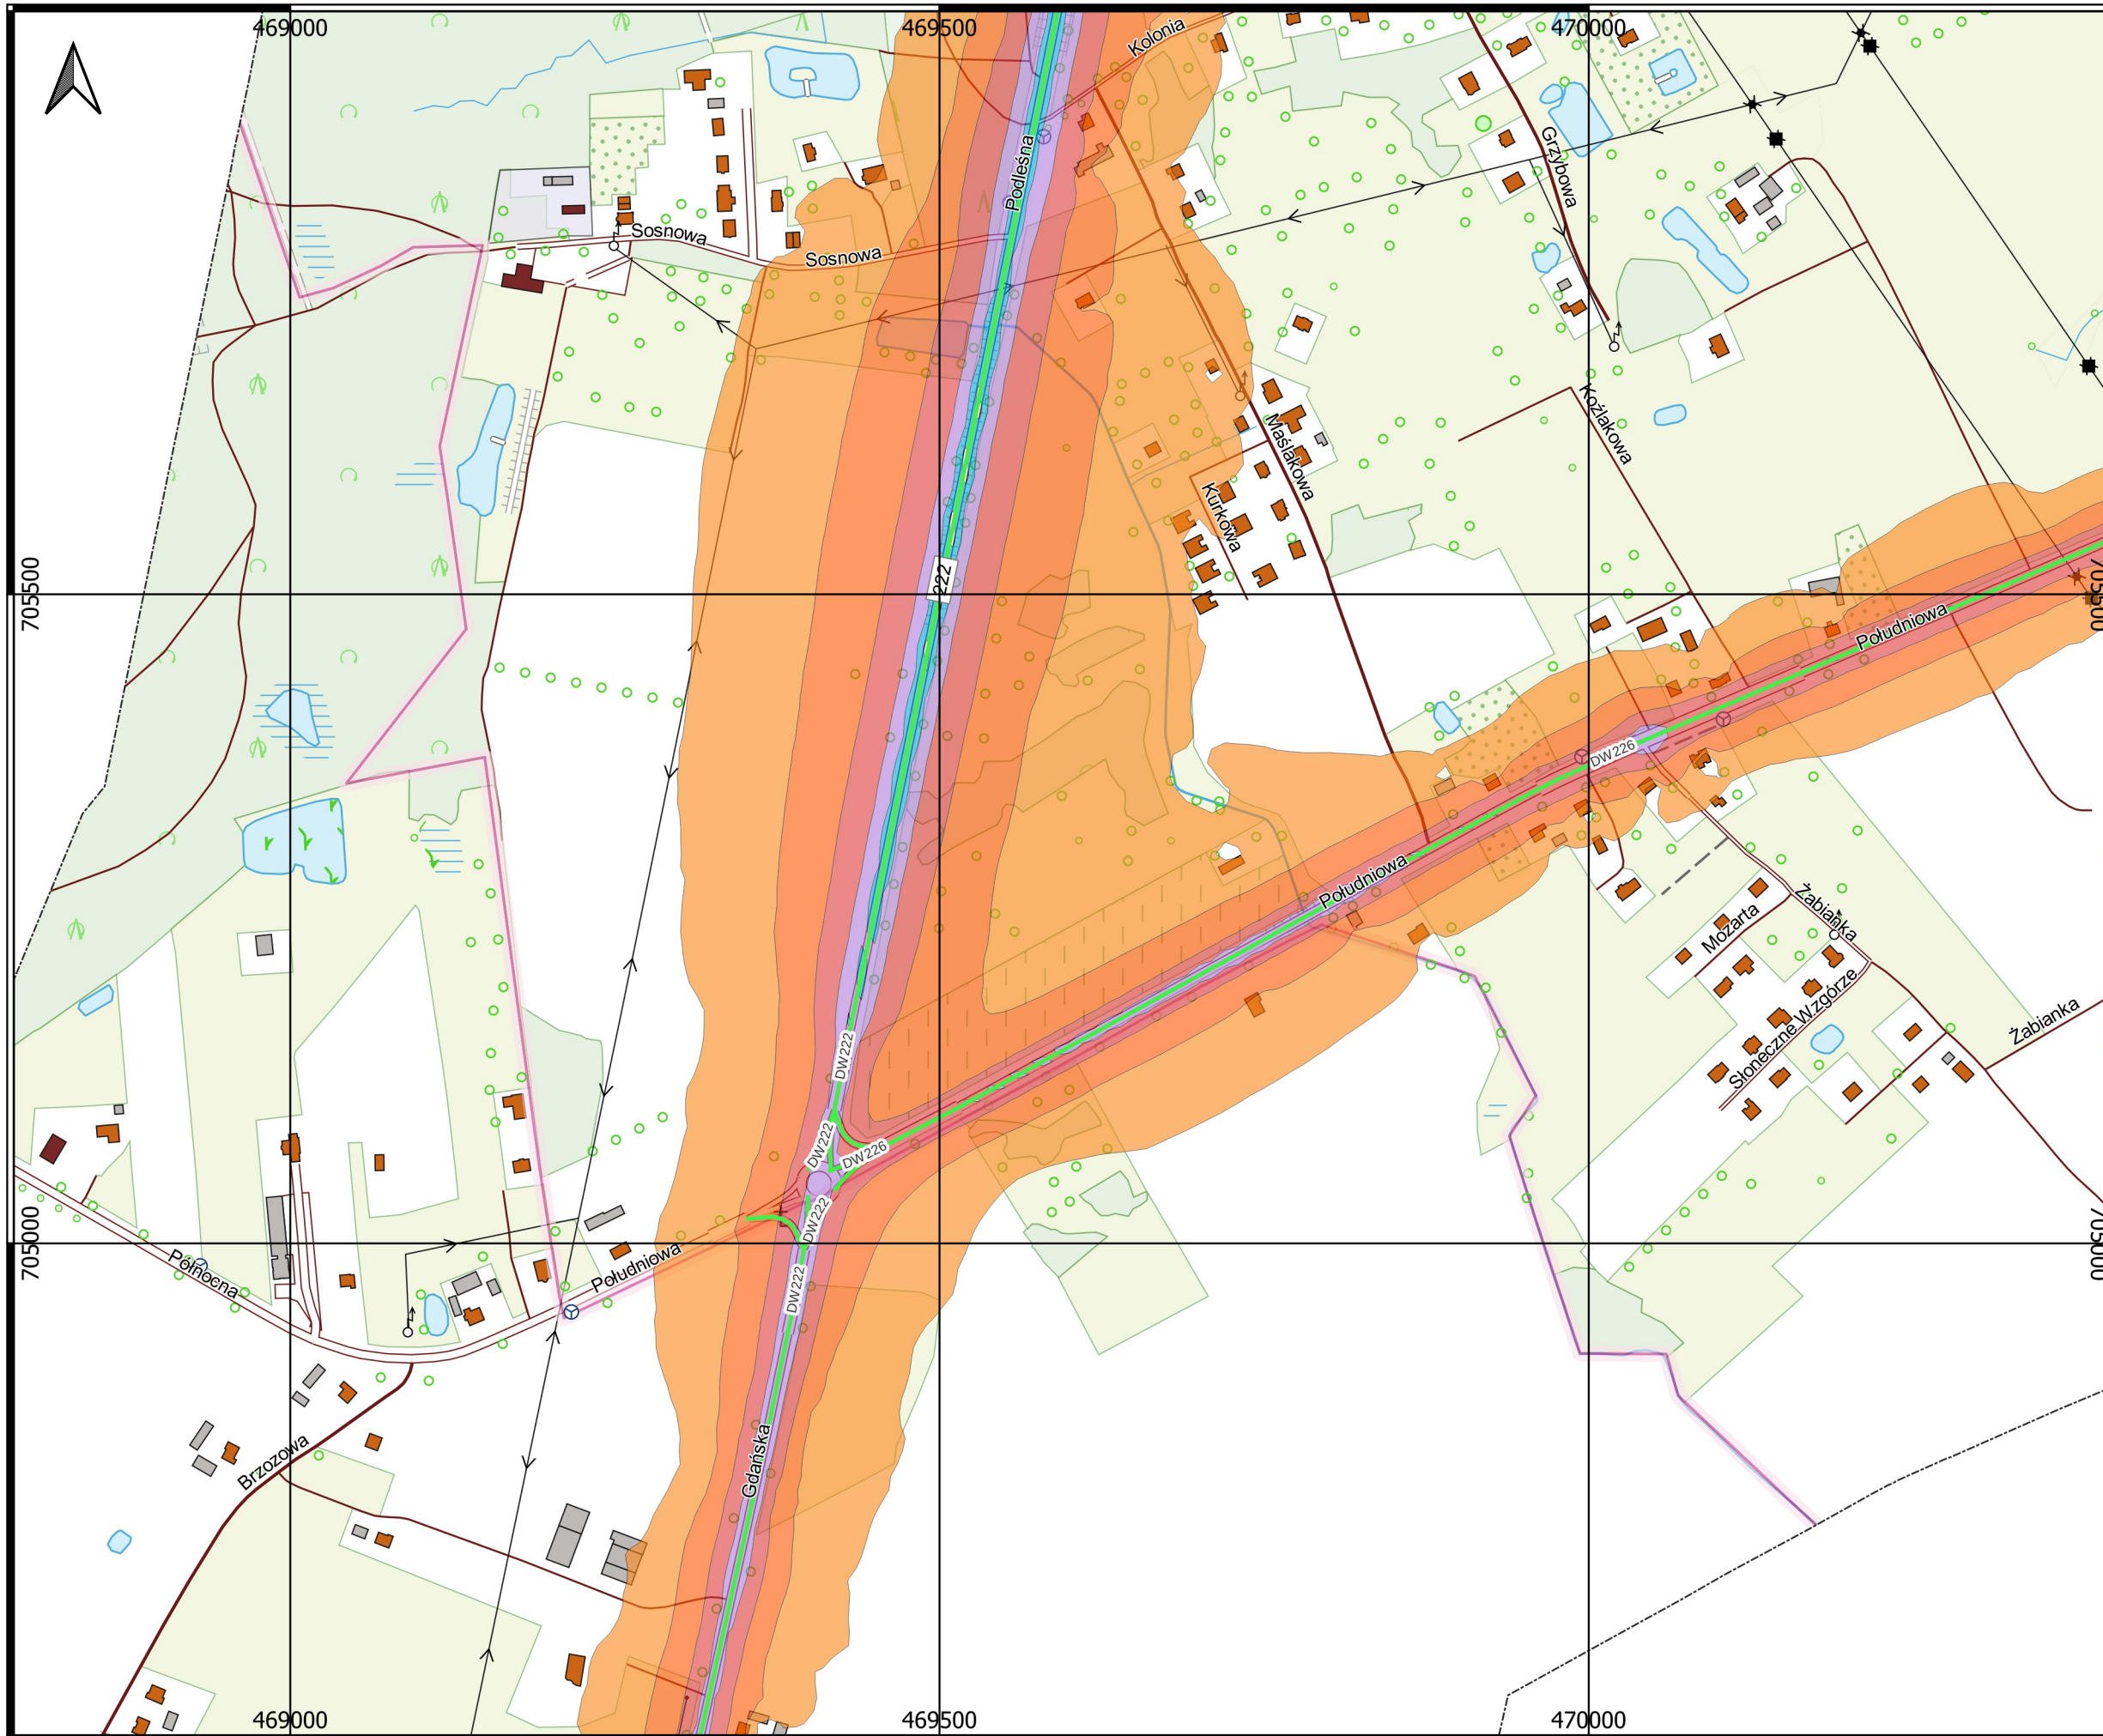 469000
469500
470000
Kolonia
Podleśna
Grzybowa
Sosnowa
Sosnowa
Koźlakowa
Maślakowa
Kurkowa
705500
222
705500
Południowa
DW226
Południowa
Żabianka
Mozarta
Słoneczne Wzgórze
Żabianka
DW222
DW222
DW226
DW222
705000
Północna
Południowa
DW222
705000
Gdańska
Brzozowa
469000
469500
470000